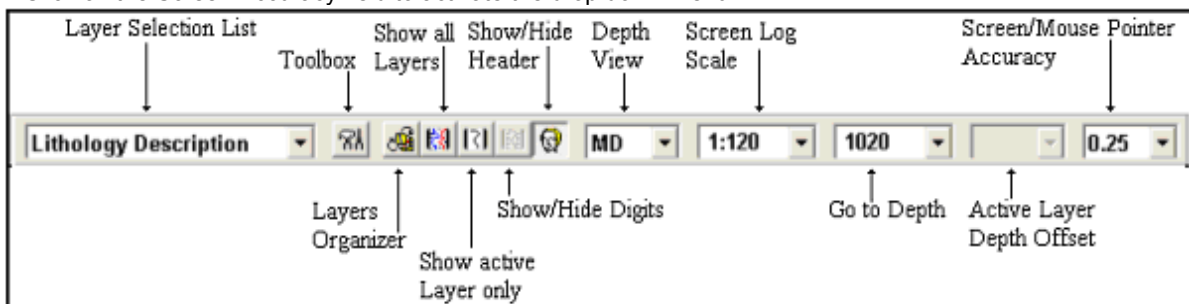 Layer Selection List
Toolbox
Show all
Layers
Show/Hide
Header
Depth
View
Screen Log
Scale
Screen/Mouse Pointer
Accuracy
Lithology Description
MD
1:120
1020
0.25
Layers
Organizer
Show active
Layer only
Show/Hide Digits
Go to Depth
Active Layer
Depth Offset